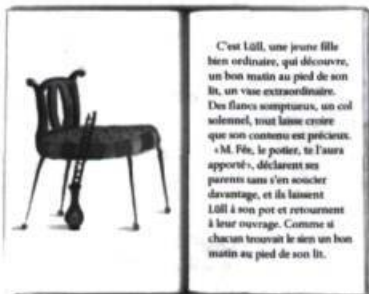 C'est Lüll, une jeune fille
bien ordinaire, qui découvre,
un bon matin au pied de son
lit, un vase extraordinaire.
Des flancs somptueux, un col
solennel, tout laisse croire
que son contenu est précieux.
«M. Fée, le potier, te l'aura
apporté», déclarent ses
parents sans s'en soucier
davantage, et ils laissent
Lüll à son pot et retournent
à leur ouvrage. Comme si
chacun trouvait le sien un bon
matin au pied de son lit.